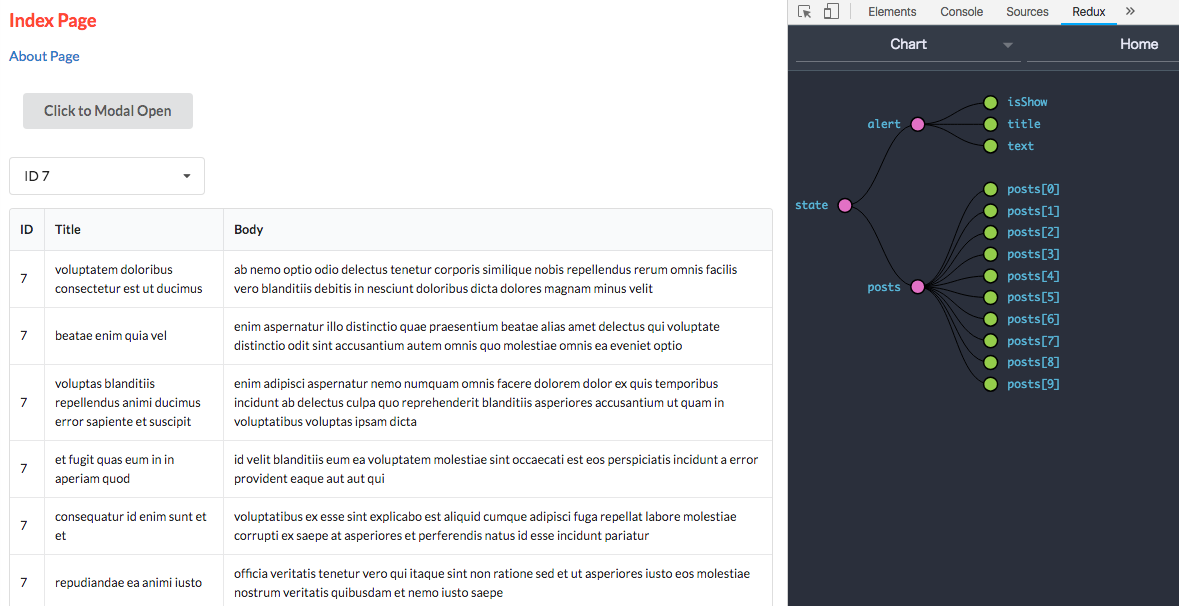 Index Page
About Page
Click to Modal Open
ID 7
ID Title Body
7
voluptatem doloribus
consectetur est ut ducimus
ab nemo optio odio delectus tenetur corporis similique nobis repellendus rerum omnis facilis
vero blanditiis debitis in nesciunt doloribus dicta dolores magnam minus velit
7
beatae enim quia vel
enim aspernatur illo distinctio quae praesentium beatae alias amet delectus qui voluptate
distinctio odit sint accusantium autem omnis quo molestiae omnis ea eveniet optio
7
voluptas blanditiis
repellendus animi ducimus
error sapiente et suscipit
enim adipisci aspernatur nemo numquam omnis facere dolorem dolor ex quis temporibus
incidunt ab delectus culpa quo reprehenderit blanditiis asperiores accusantium ut quam in
voluptatibus voluptas ipsam dicta
7
et fugit quas eum in in
aperiam quod
id velit blanditiis eum ea voluptatem molestiae sint occaecati est eos perspiciatis incidunt a error
provident eaque aut aut qui
7
consequatur id enim sunt et
et
voluptatibus ex esse sint explicabo est aliquid cumque adipisci fuga repellat labore molestiae
corrupti ex saepe at asperiores et perferendis natus id esse incidunt pariatur
7
repudiandae ea animi iusto
officia veritatis tenetur vero qui itaque sint non ratione sed et ut asperiores iusto eos molestiae
nostrum veritatis quibusdam et nemo iusto saepe
Elements Console Sources Redux »
Chart Home
isShow
alert
title
text
state
posts
posts[0]
posts[1]
posts[2]
posts[3]
posts[4]
posts[5]
posts[6]
posts[7]
posts[8]
posts[9]